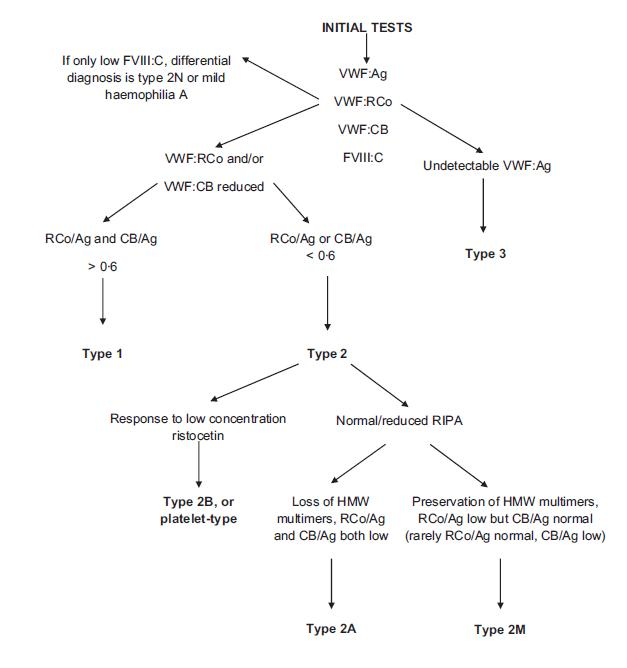 INITIAL TESTS
If only low FVIII:C, differential
diagnosis is type 2N or mild
haemophilia A
VWF:Ag
VWF:RCo
VWF:CB
FVIII:C
VWF:RCo and/or
VWF:CB reduced
Undetectable VWF:Ag
RCo/Ag and CB/Ag
> 0·6
RCo/Ag or CB/Ag
< 0·6
Type 3
Type 1
Type 2
Response to low concentration
ristocetin
Normal/reduced RIPA
Type 2B, or
platelet-type
Loss of HMW
multimers, RCo/Ag
and CB/Ag both low
Preservation of HMW multimers,
RCo/Ag low but CB/Ag normal
(rarely RCo/Ag normal, CB/Ag low)
Type 2A
Type 2M